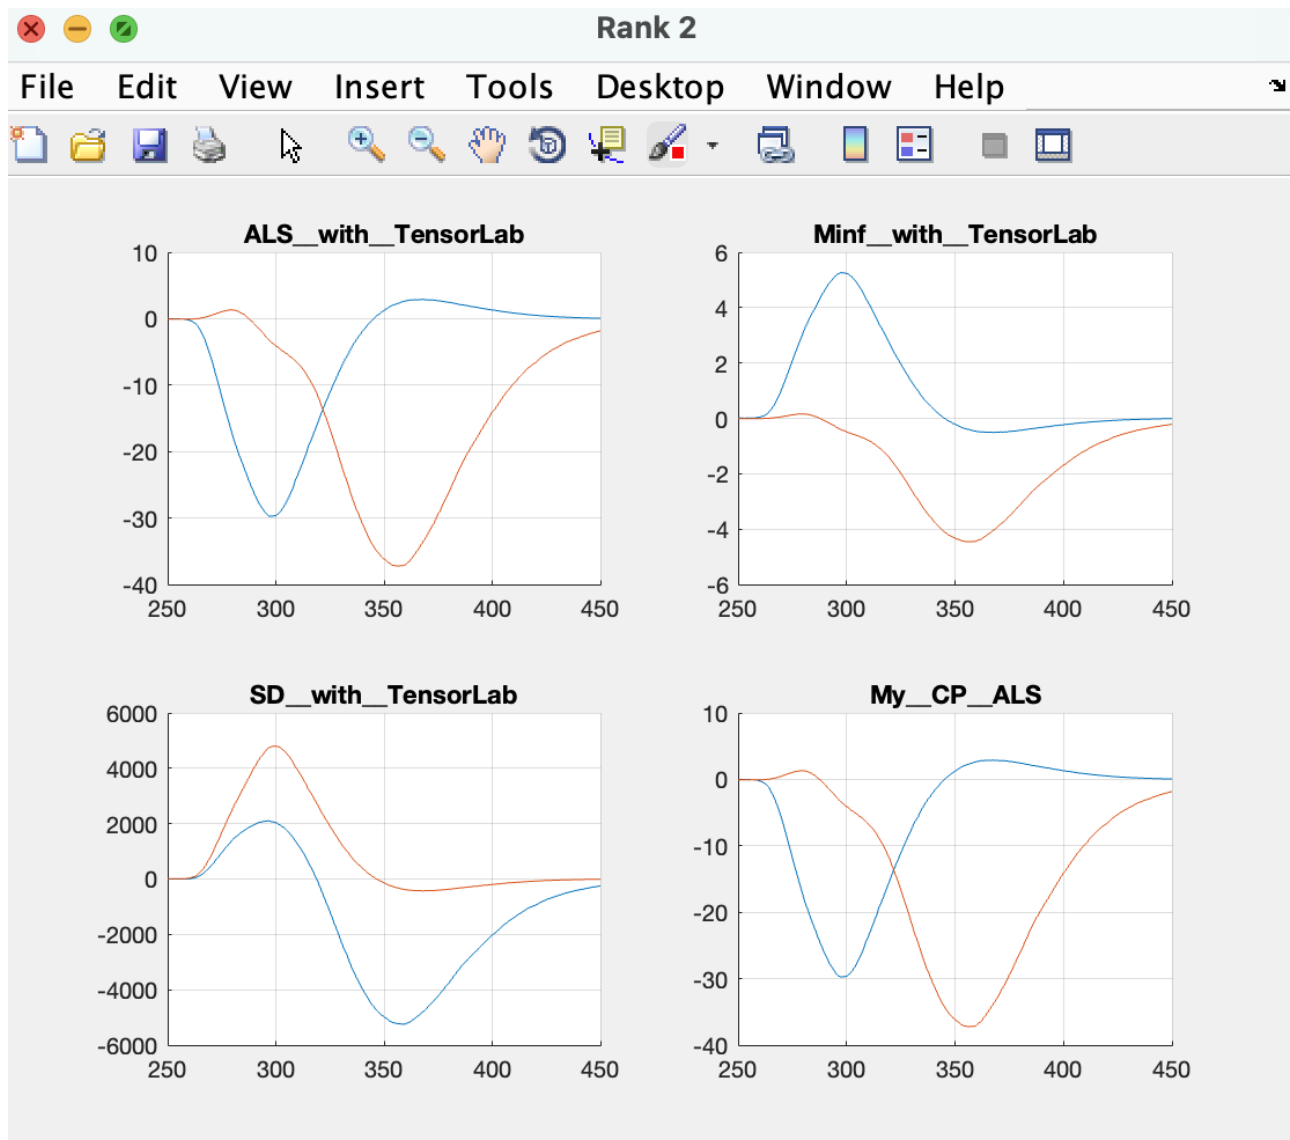 Rank 2
File Edit View Insert Tools Desktop Window Help
ALS__with__TensorLab
10
0
-10
-20
-30
-40
250 300 350 400 450
Minf__with__TensorLab
6
4
2
0
-2
-4
-6
250 300 350 400 450
SD__with__TensorLab
6000
4000
2000
0
-2000
-4000
-6000
250 300 350 400 450
My__CP__ALS
10
0
-10
-20
-30
-40
250 300 350 400 450